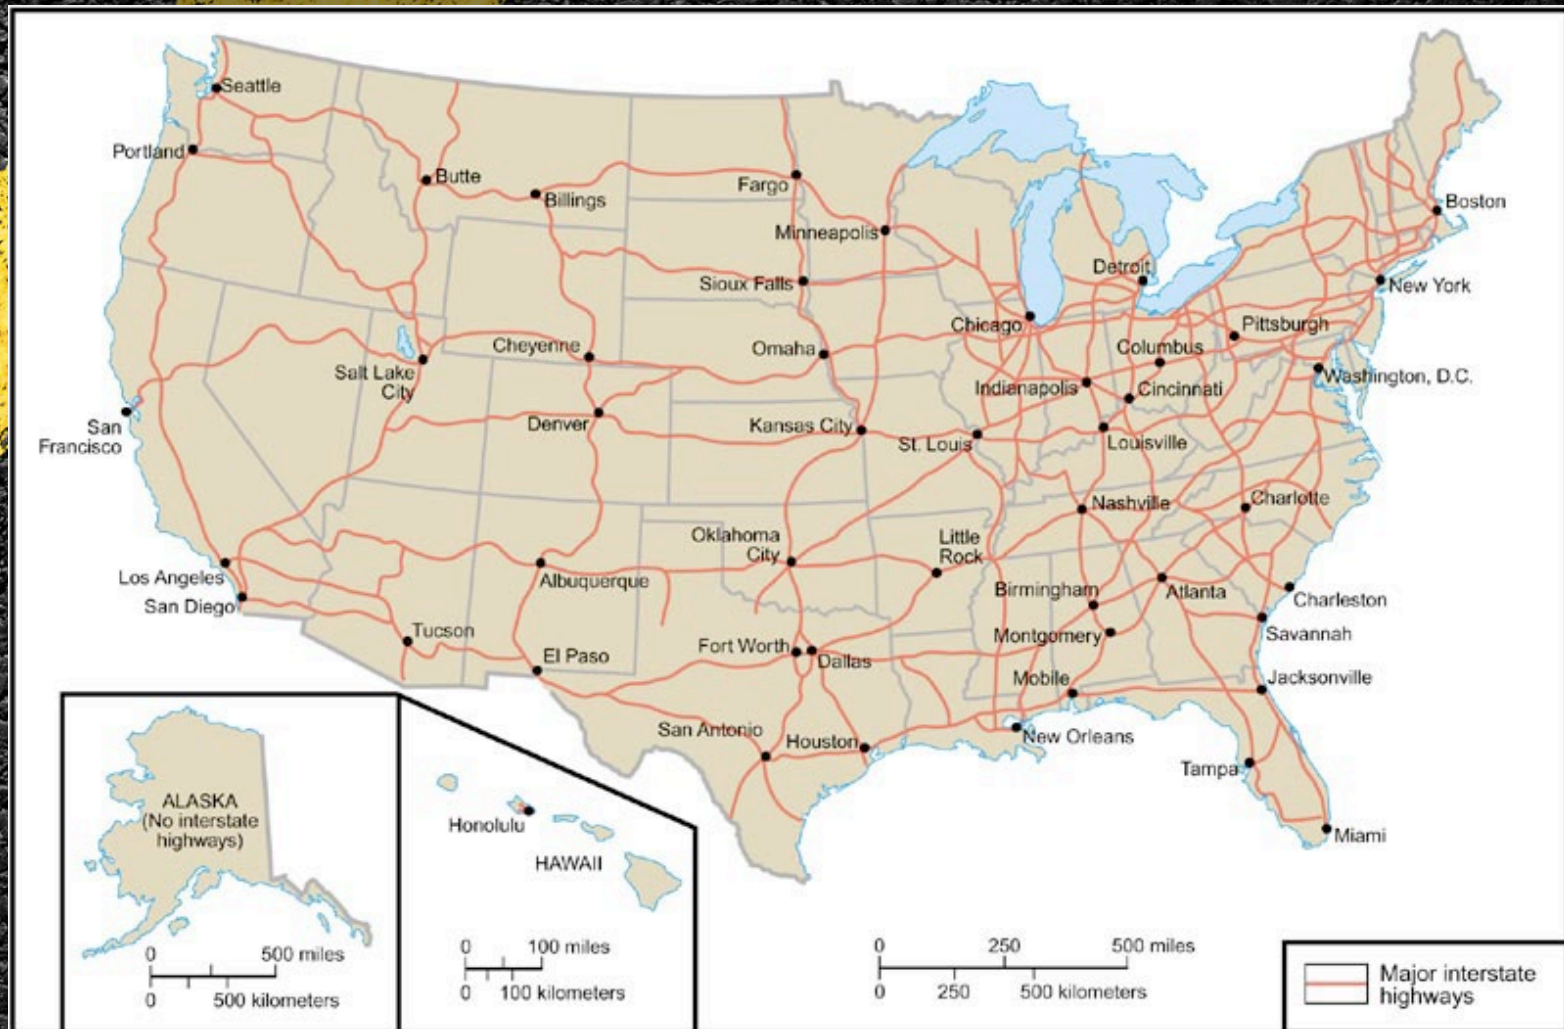 Seattle
Portland
Butte
Billings
Fargo
Minneapolis
Sioux Falls
Boston
Detroit
New York
Chicago
Pittsburgh
Cheyenne
Omaha
Columbus
Salt Lake
City
Indianapolis
Cincinnati
Washington, D.C.
San
Francisco
Denver
Kansas City
St. Louis
Louisville
Nashville
Charlotte
Oklahoma
City
Little
Rock
Los Angeles
San Diego
Albuquerque
Birmingham
Atlanta
Charleston
Tucson
El Paso
Fort Worth
Dallas
Montgomery
Savannah
Mobile
Jacksonville
San Antonio
Houston
New Orleans
Tampa
Miami
ALASKA
(No interstate
highways)
0 500 miles
0 500 kilometers
Honolulu
HAWAII
0 100 miles
0 100 kilometers
0 250 500 miles
0 250 500 kilometers
Major interstate
highways